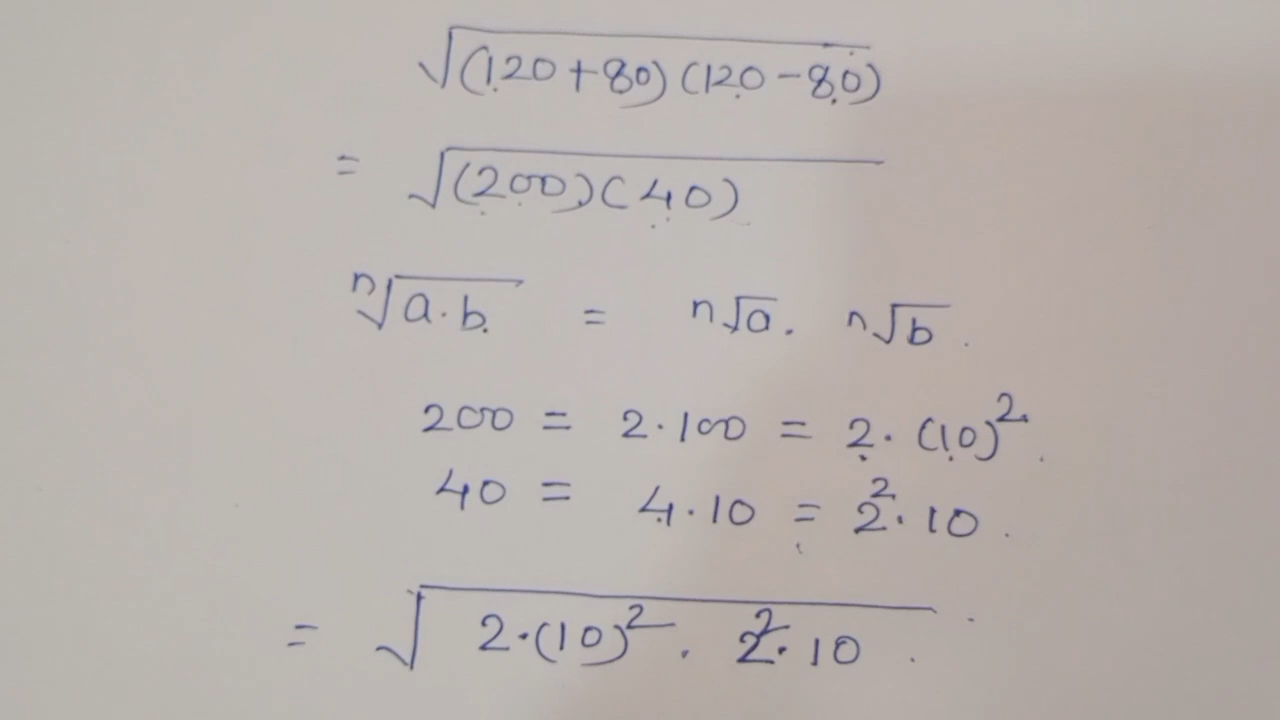 √(120+80)(120-80)
= √(200)(40)
ⁿ√a.b = ⁿ√a. ⁿ√b.
200 = 2.100 = 2.(10)².
40 = 4.10 = 2².10.
= √2.(10)². 2².10.